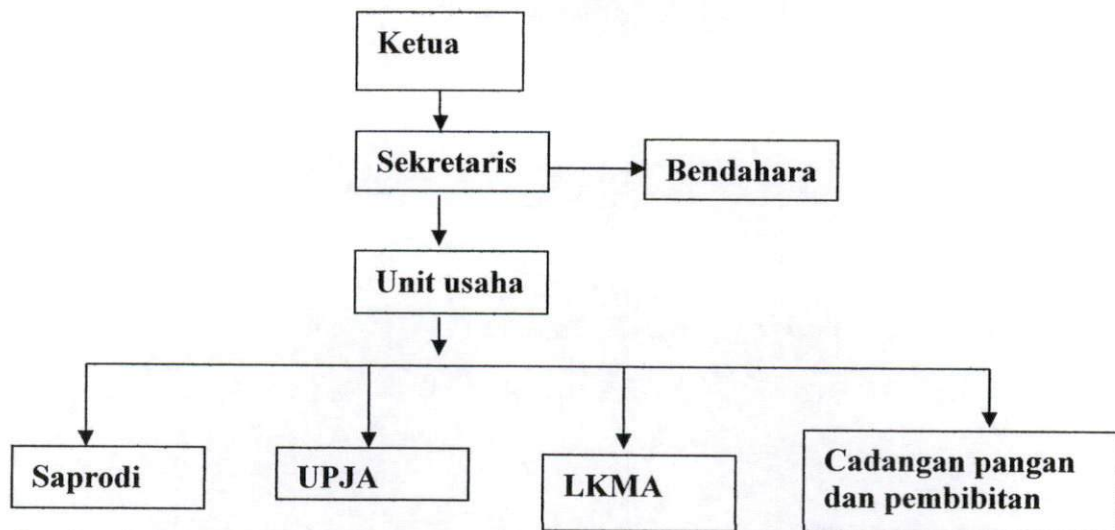 Ketua
Sekretaris
Bendahara
Unit usaha
Saprodi
UPJA
LKMA
Cadangan pangan
dan pembibitan